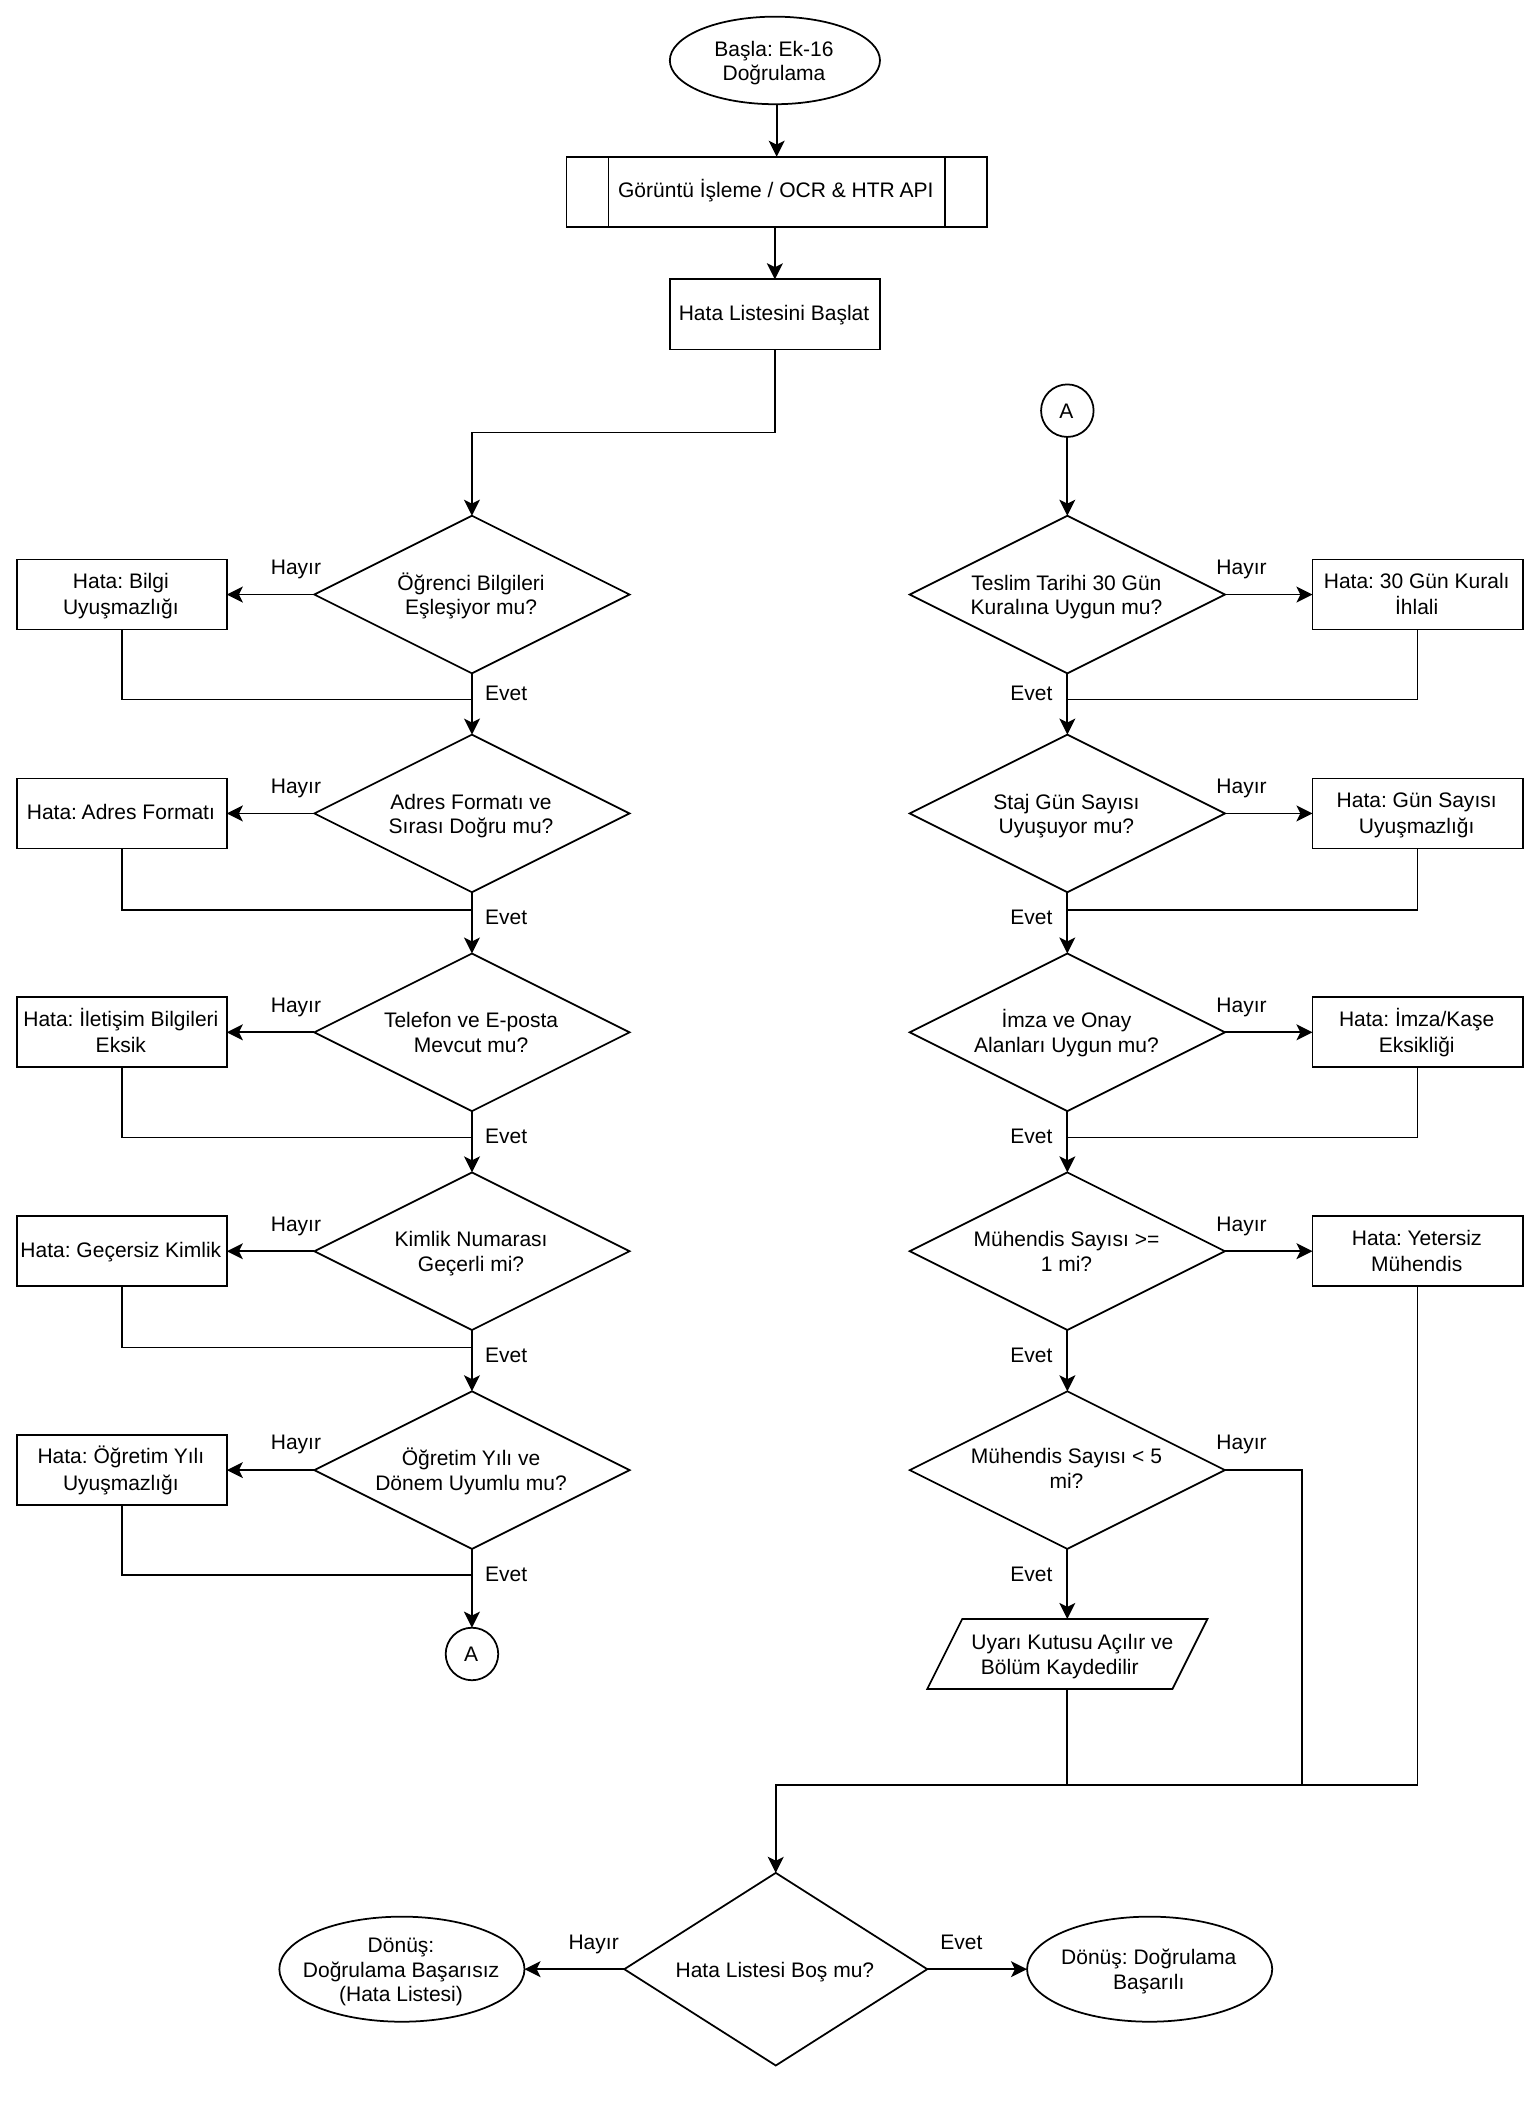 Başla: Ek-16
Doğrulama
Görüntü İşleme / OCR & HTR API
Hata Listesini Başlat
Öğrenci Bilgileri
Eşleşiyor mu?
Hayır
Hata: Bilgi
Uyuşmazlığı
Evet
Adres Formatı ve
Sırası Doğru mu?
Hayır
Hata: Adres Formatı
Evet
Telefon ve E-posta
Mevcut mu?
Hayır
Hata: İletişim Bilgileri
Eksik
Evet
Kimlik Numarası
Geçerli mi?
Hayır
Hata: Geçersiz Kimlik
Evet
Öğretim Yılı ve
Dönem Uyumlu mu?
Hayır
Hata: Öğretim Yılı
Uyuşmazlığı
Evet
A
A
Teslim Tarihi 30 Gün
Kuralına Uygun mu?
Hayır
Hata: 30 Gün Kuralı
İhlali
Evet
Staj Gün Sayısı
Uyuşuyor mu?
Hayır
Hata: Gün Sayısı
Uyuşmazlığı
Evet
İmza ve Onay
Alanları Uygun mu?
Hayır
Hata: İmza/Kaşe
Eksikliği
Evet
Mühendis Sayısı >=
1 mi?
Hayır
Hata: Yetersiz
Mühendis
Evet
Mühendis Sayısı < 5
mi?
Hayır
Evet
Uyarı Kutusu Açılır ve
Bölüm Kaydedilir
Hata Listesi Boş mu?
Hayır
Dönüş:
Doğrulama Başarısız
(Hata Listesi)
Evet
Dönüş: Doğrulama
Başarılı